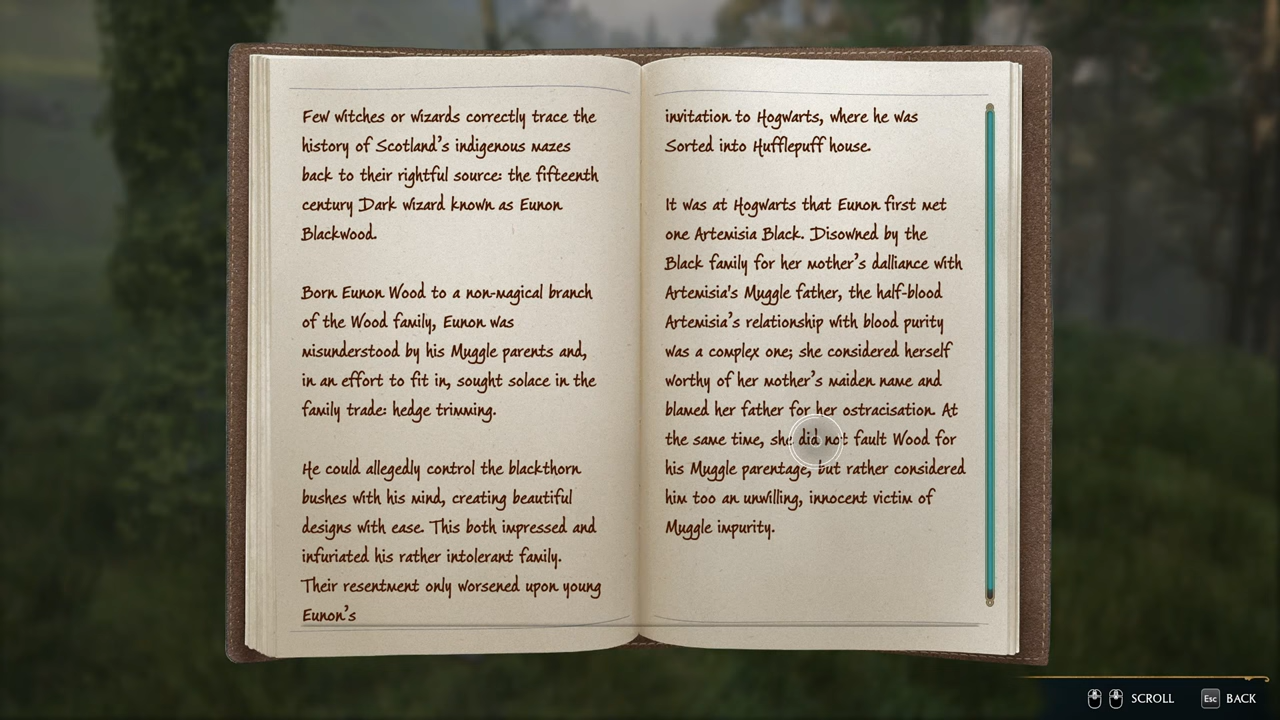 Few witches or wizards correctly trace the
history of Scotland's indigenous mazes
back to their rightful source: the fifteenth
century Dark wizard known as Eunon
Blackwood.
Born Eunon Wood to a non-magical branch
of the Wood family, Eunon was
misunderstood by his Muggle parents and,
in an effort to fit in, sought solace in the
family trade: hedge trimming.
He could allegedly control the blackthorn
bushes with his mind, creating beautiful
designs with ease. This both impressed and
infuriated his rather intolerant family.
Their resentment only worsened upon young
Eunon's
invitation to Hogwarts, where he was
Sorted into Hufflepuff house.
It was at Hogwarts that Eunon first met
one Artemisia Black. Disowned by the
Black family for her mother's dalliance with
Artemisia's Muggle father, the half-blood
Artemisia's relationship with blood purity
was a complex one; she considered herself
worthy of her mother's maiden name and
blamed her father for her ostracisation. At
the same time, she did not fault Wood for
his Muggle parentage, but rather considered
him too an unwilling, innocent victim of
Muggle impurity.
SCROLL
Esc BACK